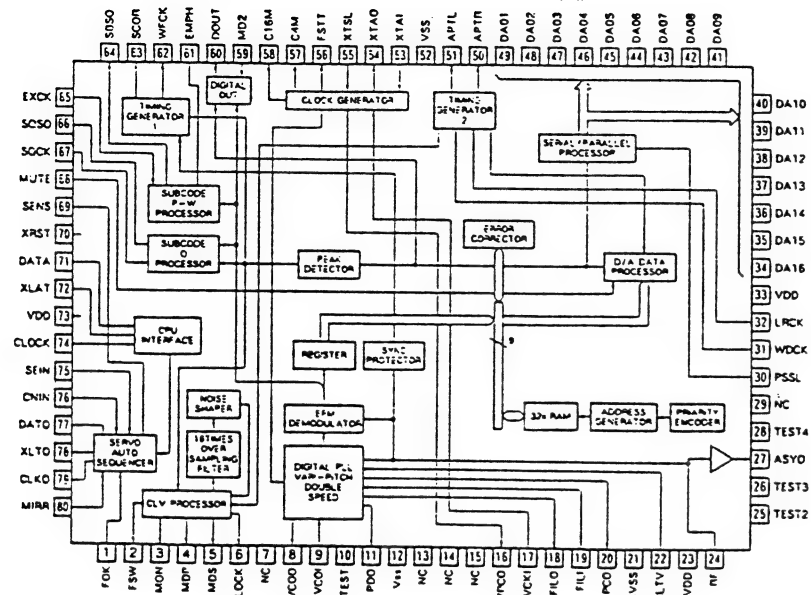 SDSO SCOR WFCK EMPH DOUT MD2 C16M C4M FSTT XTSL XTAO XTAI VSS APTL APTR DA01 DA02 DA03 DA04 DA05 DA06 DA07 DA08 DA09
64 63 62 61 60 59 58 57 56 55 54 53 52 51 50 49 48 47 46 45 44 43 42 41
EXCK 65
SCSO 66
SQCK 67
MUTE 68
SENS 69
XRST 70
DATA 71
XLAT 72
VDD 73
CLOCK 74
SEIN 75
CNIN 76
DATO 77
XLTO 78
CLKO 79
MIRR 80
DIGITAL
OUT
TIMING
GENERATOR
1
CLOCK GENERATOR
TIMING
GENERATOR
2
SERIAL/PARALLEL
PROCESSOR
SUBCODE
P-W
PROCESSOR
SUBCODE
Q
PROCESSOR
PEAK
DETECTOR
ERROR
CORRECTOR
D/A DATA
PROCESSOR
CPU
INTERFACE
REGISTER
SYNC
PROTECTOR
9
NOISE
SHAPER
EFM
DEMODULATOR
32K RAM
ADDRESS
GENERATOR
PRIORITY
ENCODER
SERVO
AUTO
SEQUENCER
18TIMES
OVER
SAMPLING
FILTER
DIGITAL PLL
VARI-PITCH
DOUBLE
SPEED
CLV PROCESSOR
40 DA10
39 DA11
38 DA12
37 DA13
36 DA14
35 DA15
34 DA16
33 VDD
32 LRCK
31 WDCK
30 PSSL
29 NC
28 TEST4
27 ASYO
26 TEST3
25 TEST2
1 2 3 4 5 6 7 8 9 10 11 12 13 14 15 16 17 18 19 20 21 22 23 24
FOK FSW MON MDP MDS LOCK NC VCOO VCOI TEST PDO Vss NC NC NC VPCO VCKI FILO FILI PCO VSS LTV VDD RF